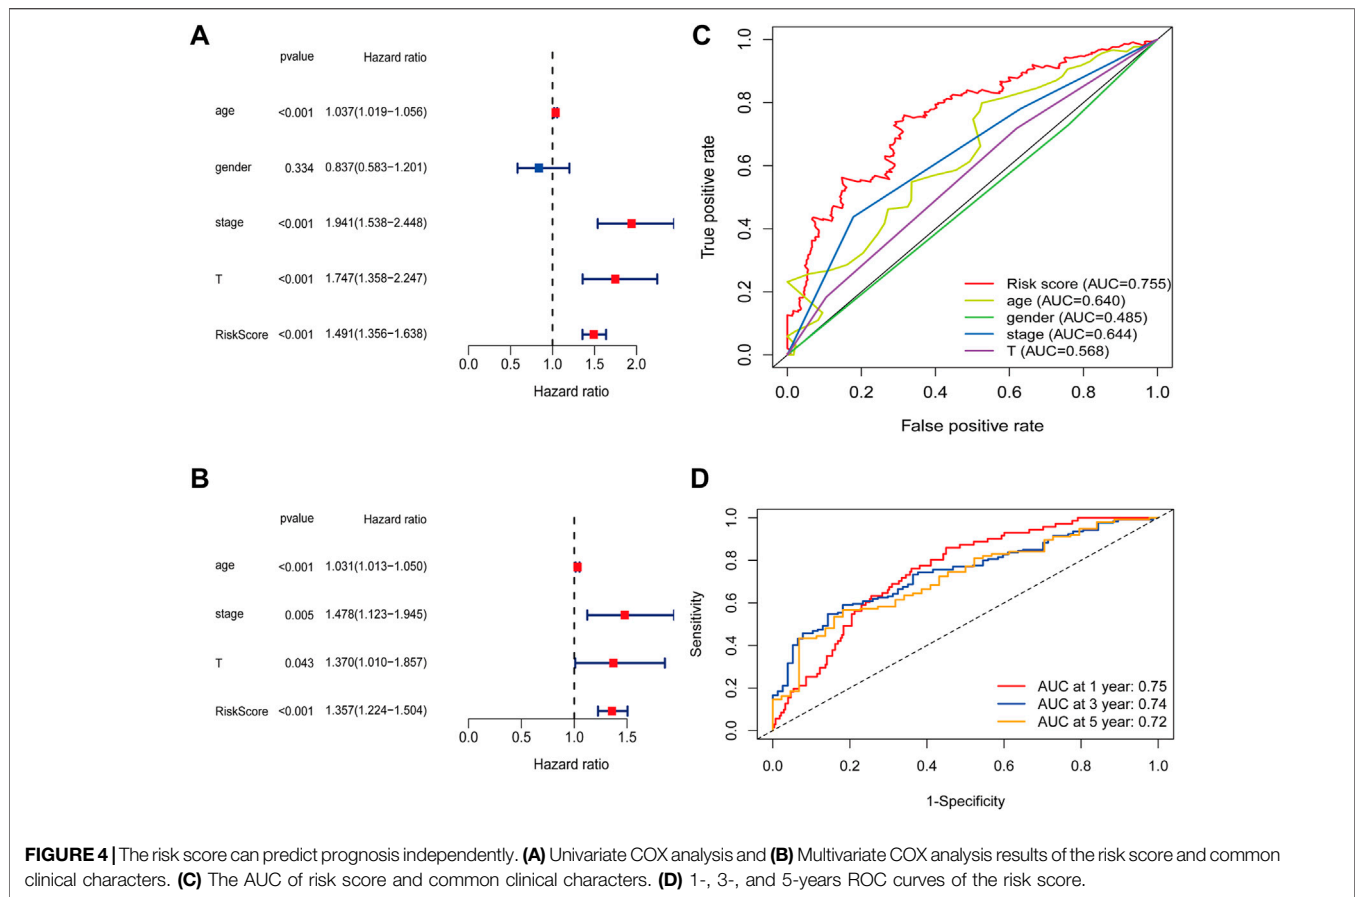 A
pvalue Hazard ratio
age <0.001 1.037(1.019−1.056)
gender 0.334 0.837(0.583−1.201)
stage <0.001 1.941(1.538−2.448)
T <0.001 1.747(1.358−2.247)
RiskScore <0.001 1.491(1.356−1.638)
0.0 0.5 1.0 1.5 2.0
Hazard ratio
C
True positive rate
1.0
0.8
0.6
0.4
0.2
0.0
Risk score (AUC=0.755)
age (AUC=0.640)
gender (AUC=0.485)
stage (AUC=0.644)
T (AUC=0.568)
0.0 0.2 0.4 0.6 0.8 1.0
False positive rate
B
pvalue Hazard ratio
age <0.001 1.031(1.013−1.050)
stage 0.005 1.478(1.123−1.945)
T 0.043 1.370(1.010−1.857)
RiskScore <0.001 1.357(1.224−1.504)
0.0 0.5 1.0 1.5
Hazard ratio
D
Sensitivity
1.0
0.8
0.6
0.4
0.2
0.0
AUC at 1 year: 0.75
AUC at 3 year: 0.74
AUC at 5 year: 0.72
0.0 0.2 0.4 0.6 0.8 1.0
1-Specificity
FIGURE 4 | The risk score can predict prognosis independently. (A) Univariate COX analysis and (B) Multivariate COX analysis results of the risk score and common
clinical characters. (C) The AUC of risk score and common clinical characters. (D) 1-, 3-, and 5-years ROC curves of the risk score.